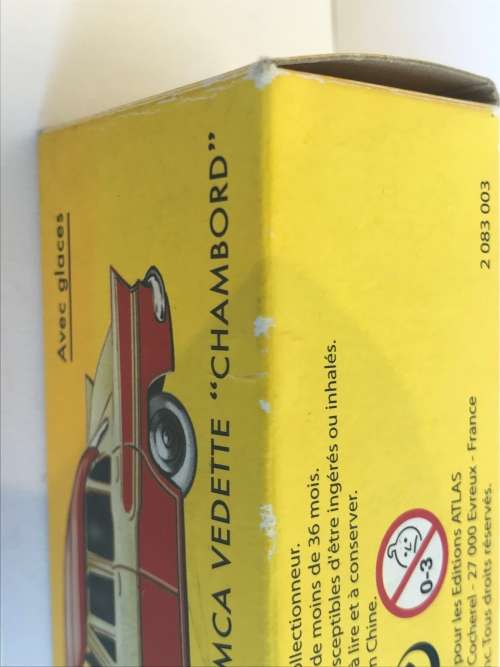 Avec glaces
MCA VEDETTE "CHAMBORD"
2 083 003
llectionneur.
de moins de 36 mois.
sceptibles d'être ingérés ou inhalés.
à lire et à conserver.
Chine.
0-3
pour les Editions ATLAS
Cocherel - 27 000 Evreux - France
c. Tous droits réservés.